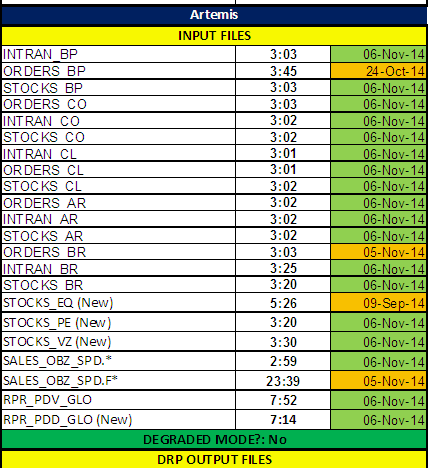 Artemis
INPUT FILES
INTRAN_BP 3:03 06-Nov-14
ORDERS_BP 3:45 24-Oct-14
STOCKS_BP 3:03 06-Nov-14
ORDERS_CO 3:03 06-Nov-14
INTRAN_CO 3:02 06-Nov-14
STOCKS_CO 3:02 06-Nov-14
INTRAN_CL 3:01 06-Nov-14
ORDERS_CL 3:01 06-Nov-14
STOCKS_CL 3:02 06-Nov-14
ORDERS_AR 3:02 06-Nov-14
INTRAN_AR 3:02 06-Nov-14
STOCKS_AR 3:02 06-Nov-14
ORDERS_BR 3:03 05-Nov-14
INTRAN_BR 3:25 06-Nov-14
STOCKS_BR 3:20 06-Nov-14
STOCKS_EQ (New) 5:26 09-Sep-14
STOCKS_PE (New) 3:20 06-Nov-14
STOCKS_VZ (New) 3:30 06-Nov-14
SALES_OBZ_SPD.* 2:59 06-Nov-14
SALES_OBZ_SPD.F* 23:39 05-Nov-14
RPR_PDV_GLO 7:52 06-Nov-14
RPR_PDD_GLO (New) 7:14 06-Nov-14
DEGRADED MODE?: No
DRP OUTPUT FILES